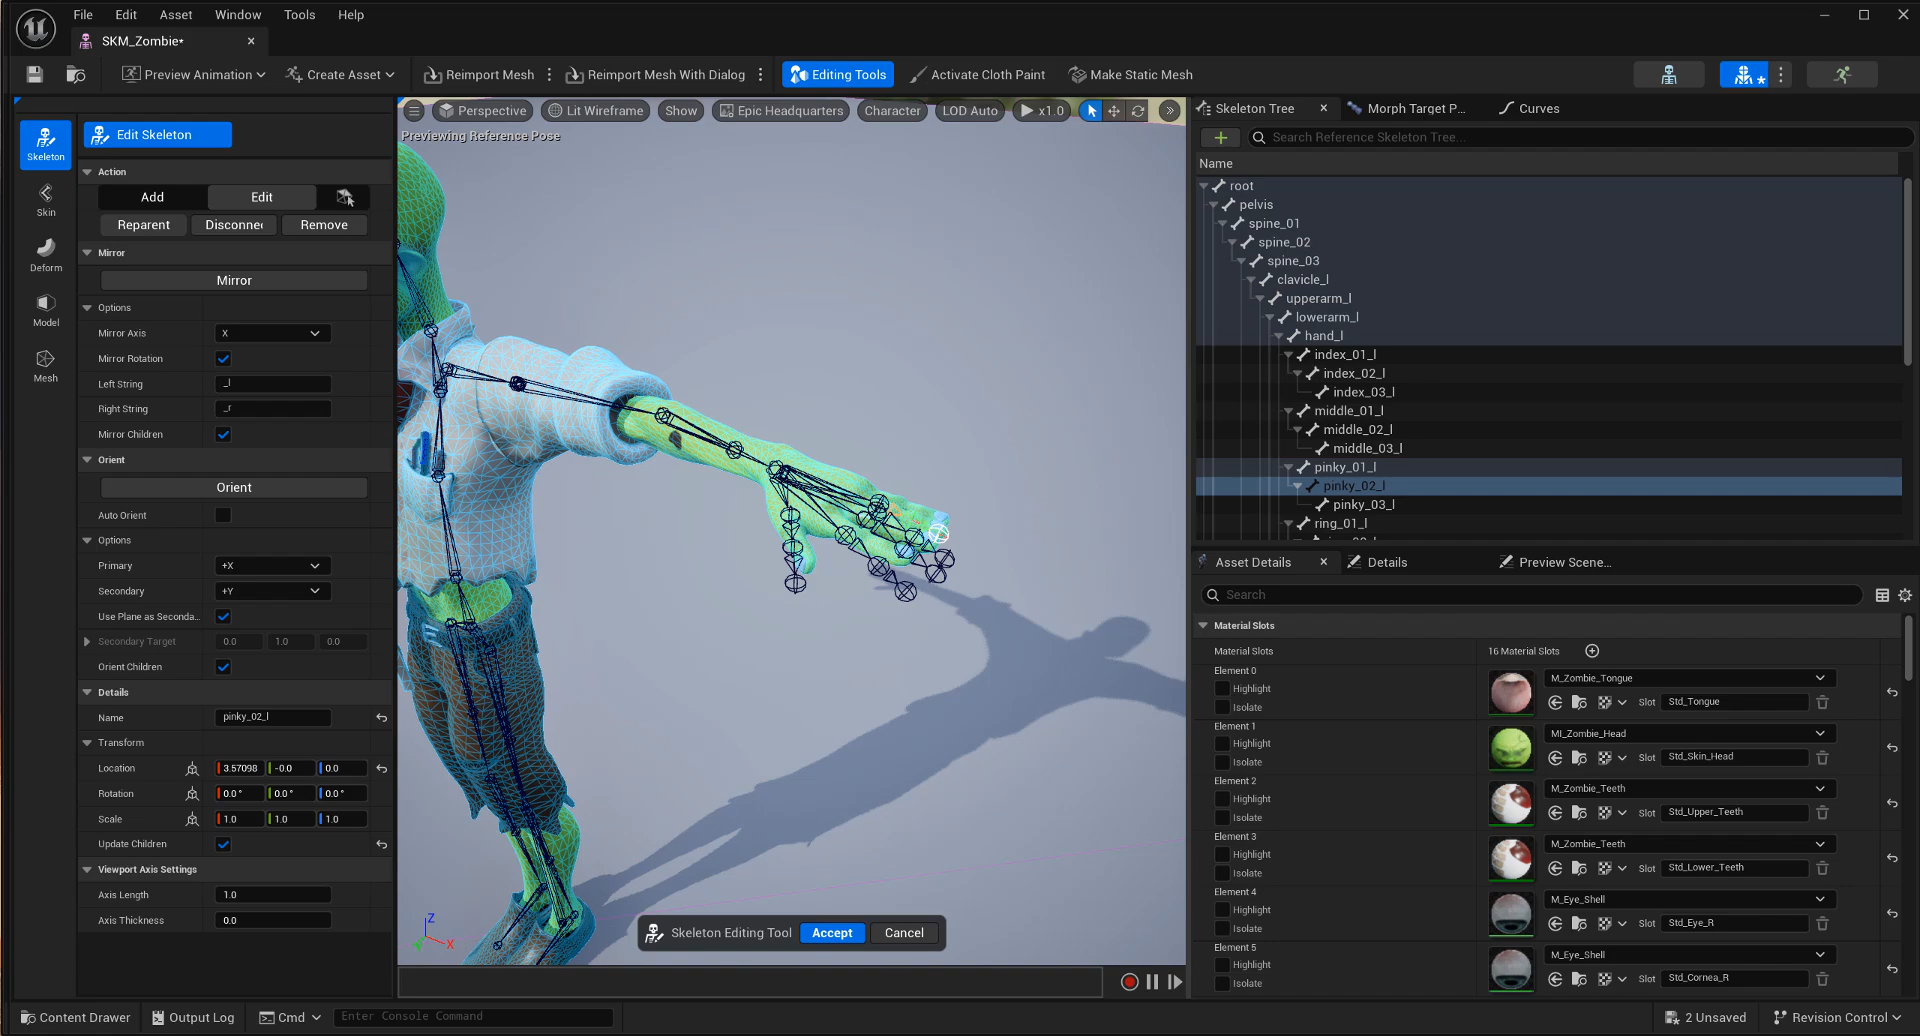 File Edit Asset Window Tools Help
SKM_Zombie*
Preview Animation Create Asset Reimport Mesh Reimport Mesh With Dialog Editing Tools Activate Cloth Paint Make Static Mesh
Skeleton
Skin
Deform
Model
Mesh
Edit Skeleton
Action
Add Edit
Reparent Disconnec Remove
Mirror
Mirror
Options
Mirror Axis X
Mirror Rotation
Left String _l
Right String _r
Mirror Children
Orient
Orient
Auto Orient
Options
Primary +X
Secondary +Y
Use Plane as Seconda...
Secondary Target 0.0 1.0 0.0
Orient Children
Details
Name pinky_02_l
Transform
Location 3.57098 -0.0 0.0
Rotation 0.0° 0.0° 0.0°
Scale 1.0 1.0 1.0
Update Children
Viewport Axis Settings
Axis Length 1.0
Axis Thickness 0.0
Perspective Lit Wireframe Show Epic Headquarters Character LOD Auto x1.0
Previewing Reference Pose
Z
X
Skeleton Editing Tool Accept Cancel
Skeleton Tree Morph Target P... Curves
Search Reference Skeleton Tree...
Name
root
pelvis
spine_01
spine_02
spine_03
clavicle_l
upperarm_l
lowerarm_l
hand_l
index_01_l
index_02_l
index_03_l
middle_01_l
middle_02_l
middle_03_l
pinky_01_l
pinky_02_l
pinky_03_l
ring_01_l
Asset Details Details Preview Scene...
Search
Material Slots
Material Slots 16 Material Slots
Element 0
Highlight
Isolate
M_Zombie_Tongue
Slot Std_Tongue
Element 1
Highlight
Isolate
MI_Zombie_Head
Slot Std_Skin_Head
Element 2
Highlight
Isolate
M_Zombie_Teeth
Slot Std_Upper_Teeth
Element 3
Highlight
Isolate
M_Zombie_Teeth
Slot Std_Lower_Teeth
Element 4
Highlight
Isolate
M_Eye_Shell
Slot Std_Eye_R
Element 5
Highlight
Isolate
M_Eye_Shell
Slot Std_Cornea_R
Content Drawer Output Log Cmd Enter Console Command 2 Unsaved Revision Control